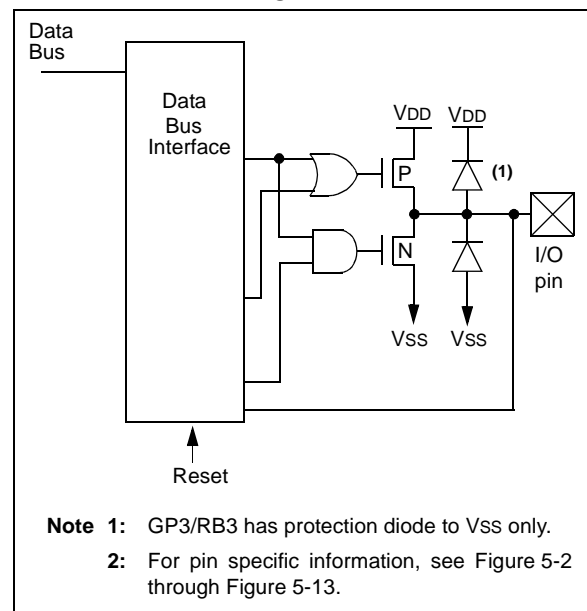 Data
Bus
Data
Bus
Interface
VDD
VDD
P
(1)
N
I/O
pin
VSS
VSS
Reset
Note 1: GP3/RB3 has protection diode to VSS only.
2: For pin specific information, see Figure 5-2
through Figure 5-13.